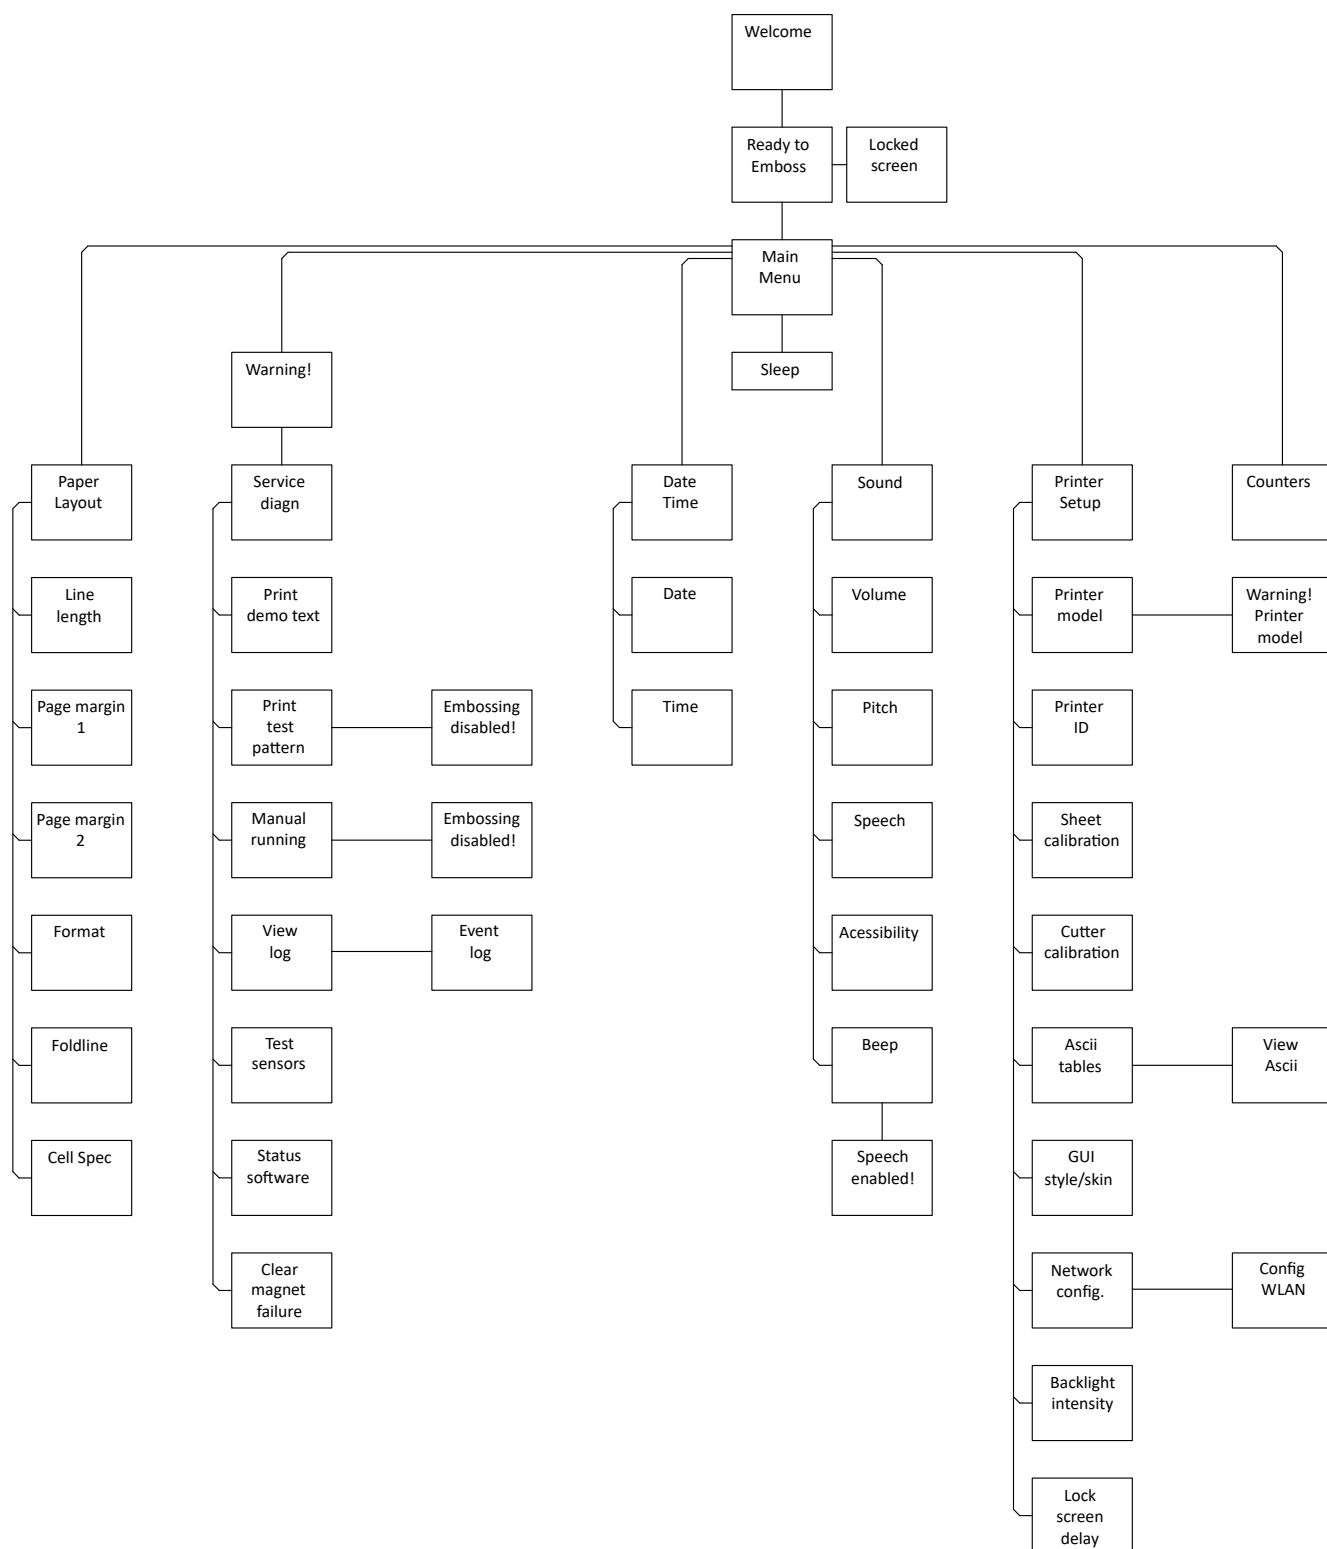 Welcome
Ready to
Emboss
Locked
screen
Main
Menu
Sleep
Warning!
Paper
Layout
Service
diagn
Date
Time
Sound
Printer
Setup
Counters
Line
length
Print
demo text
Date
Volume
Printer
model
Warning!
Printer
model
Page margin
1
Print
test
pattern
Embossing
disabled!
Time
Pitch
Printer
ID
Page margin
2
Manual
running
Embossing
disabled!
Speech
Sheet
calibration
Format
View
log
Event
log
Acessibility
Cutter
calibration
Foldline
Test
sensors
Beep
Ascii
tables
View
Ascii
Cell Spec
Status
software
Speech
enabled!
GUI
style/skin
Clear
magnet
failure
Network
config.
Config
WLAN
Backlight
intensity
Lock
screen
delay